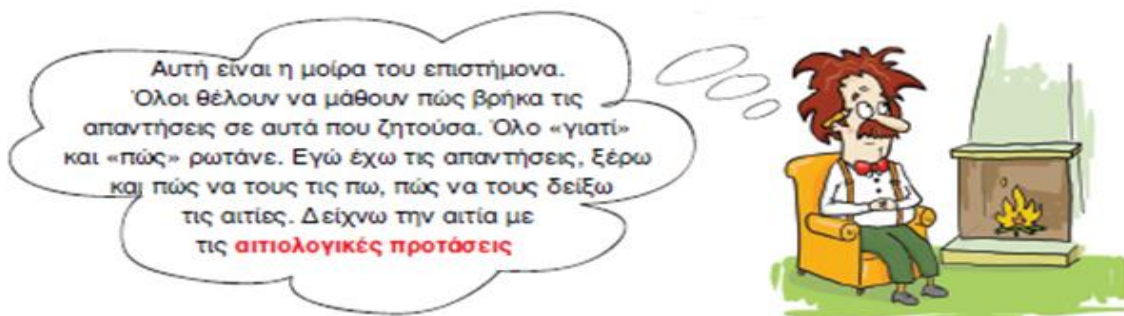 Αυτή είναι η μοίρα του επιστήμονα.
Όλοι θέλουν να μάθουν πώς βρήκα τις
απαντήσεις σε αυτά που ζητούσα. Όλο «γιατί»
και «πώς» ρωτάνε. Εγώ έχω τις απαντήσεις, ξέρω
και πώς να τους τις πω, πώς να τους δείξω
τις αιτίες. Δείχνω την αιτία με
τις αιτιολογικές προτάσεις